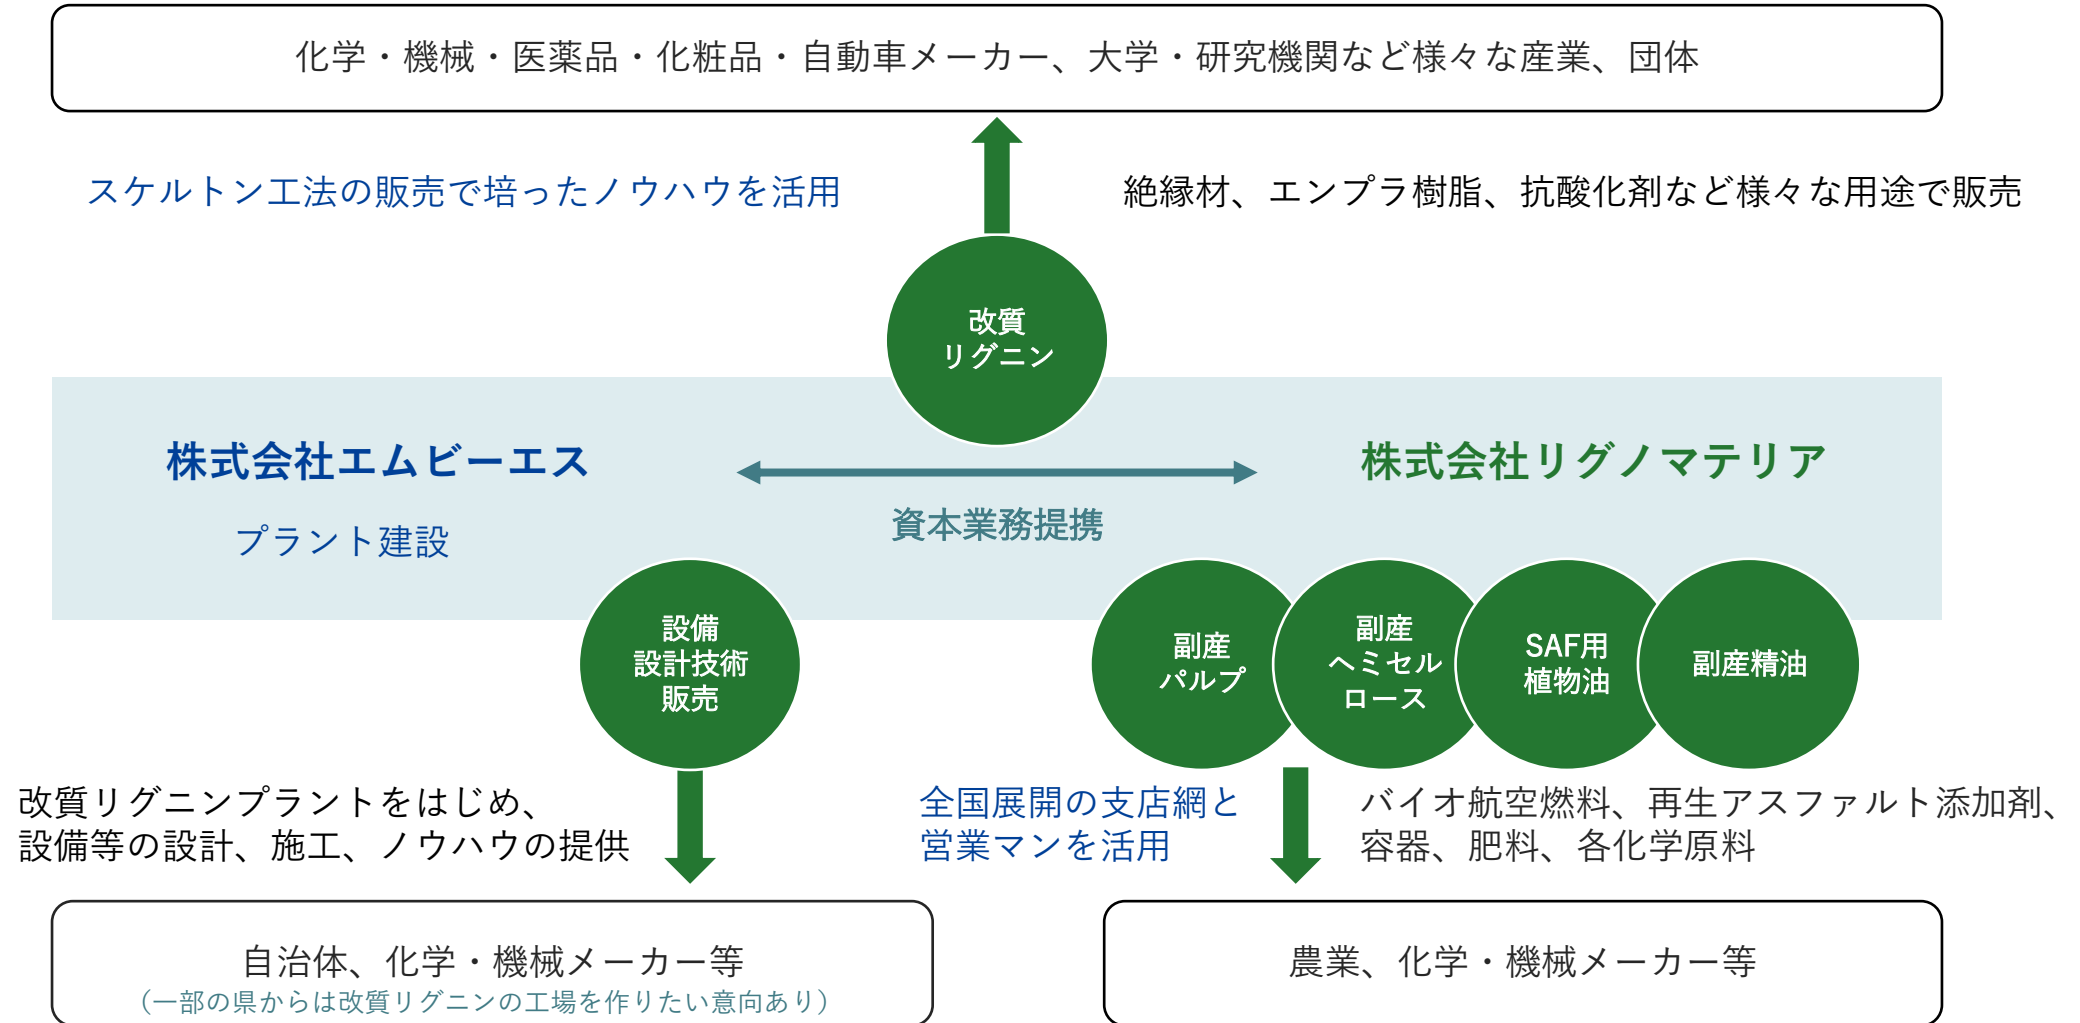 化学・機械・医薬品・化粧品・自動車メーカー、大学・研究機関など様々な産業、団体
スケルトン工法の販売で培ったノウハウを活用
絶縁材、エンプラ樹脂、抗酸化剤など様々な用途で販売
改質
リグニン
株式会社エムビーエス
プラント建設
資本業務提携
株式会社リグノマテリア
設備
設計技術
販売
副産
パルプ
副産
ヘミセル
ロース
SAF用
植物油
副産精油
改質リグニンプラントをはじめ、
設備等の設計、施工、ノウハウの提供
全国展開の支店網と
営業マンを活用
バイオ航空燃料、再生アスファルト添加剤、
容器、肥料、各化学原料
自治体、化学・機械メーカー等
（一部の県からは改質リグニンの工場を作りたい意向あり）
農業、化学・機械メーカー等